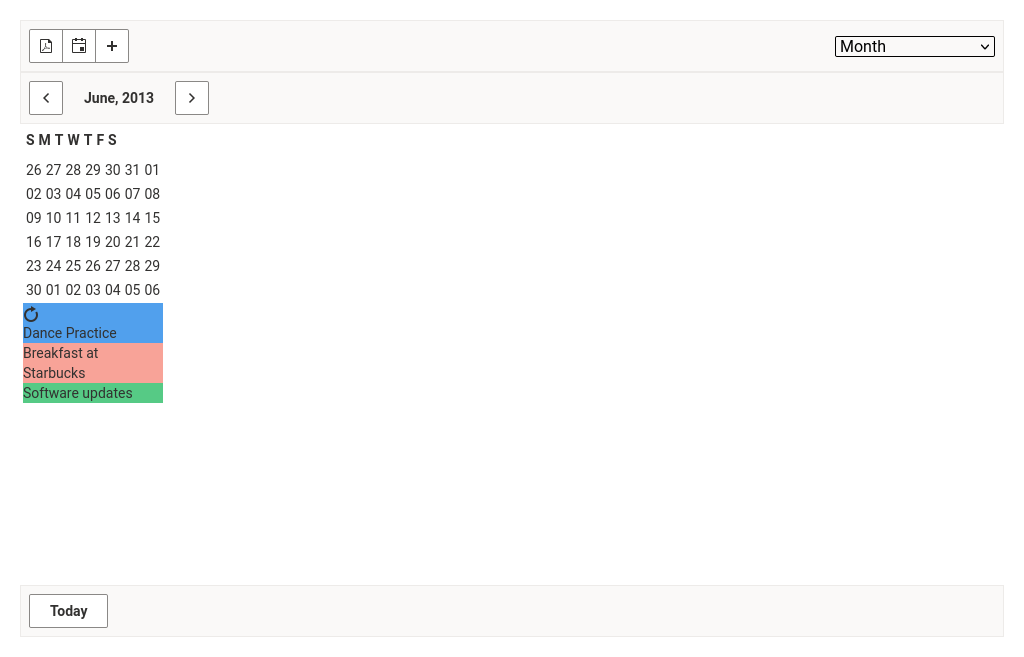 Month
June, 2013
S M T W T F S
26 27 28 29 30 31 01
02 03 04 05 06 07 08
09 10 11 12 13 14 15
16 17 18 19 20 21 22
23 24 25 26 27 28 29
30 01 02 03 04 05 06
Dance Practice
Breakfast at
Starbucks
Software updates
Today